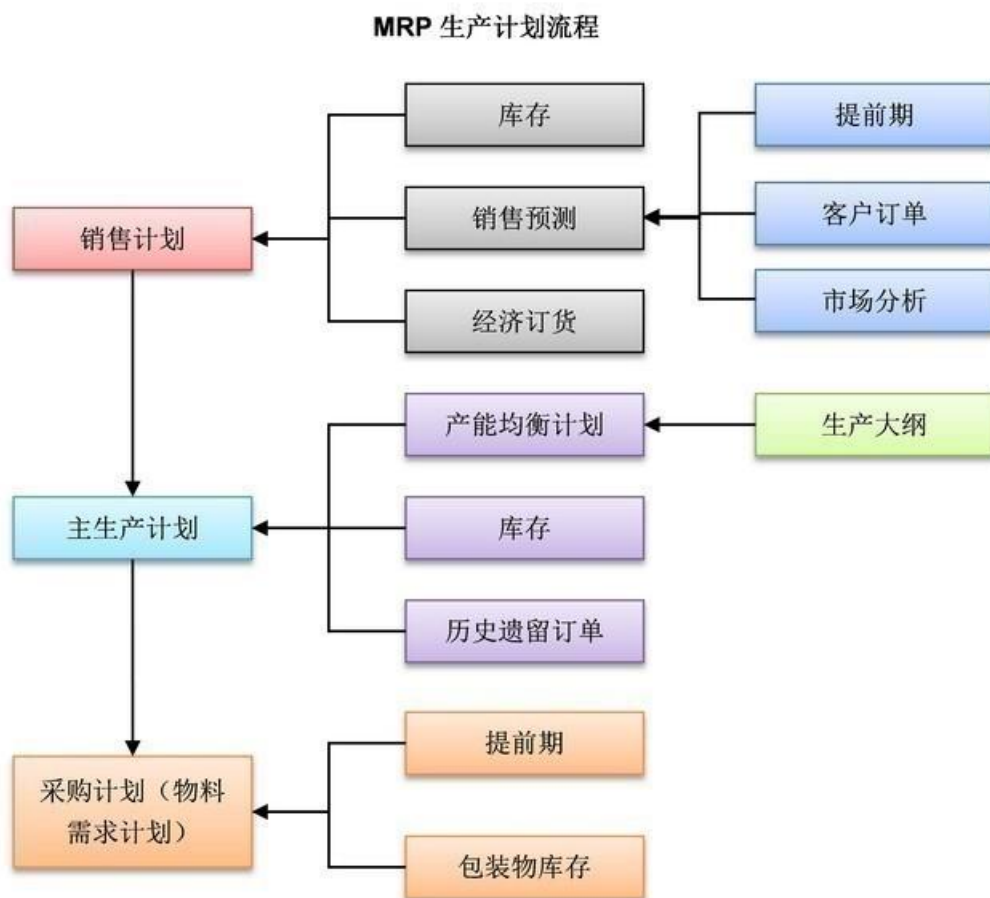 MRP 生产计划流程
库存
提前期
销售预测
客户订单
销售计划
市场分析
经济订货
产能均衡计划
生产大纲
主生产计划
库存
历史遗留订单
提前期
采购计划（物料
需求计划）
包装物库存